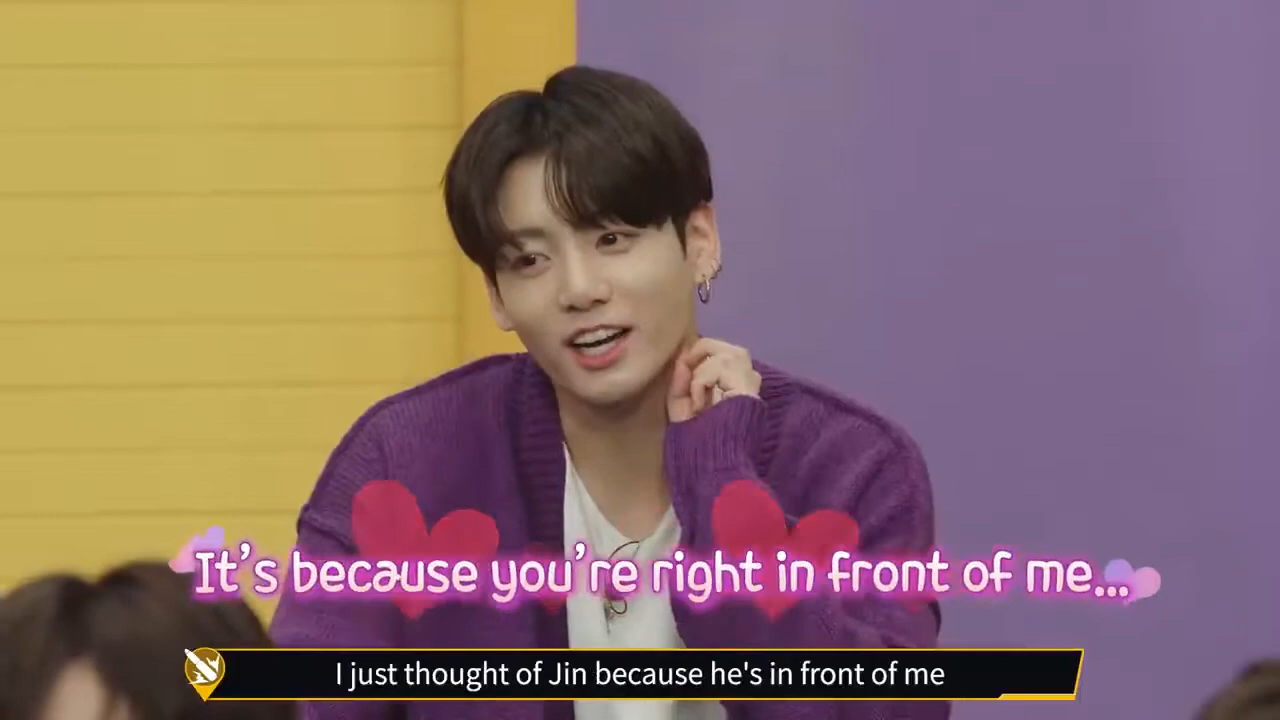 It's because you're right in front of me...
I just thought of Jin because he's in front of me